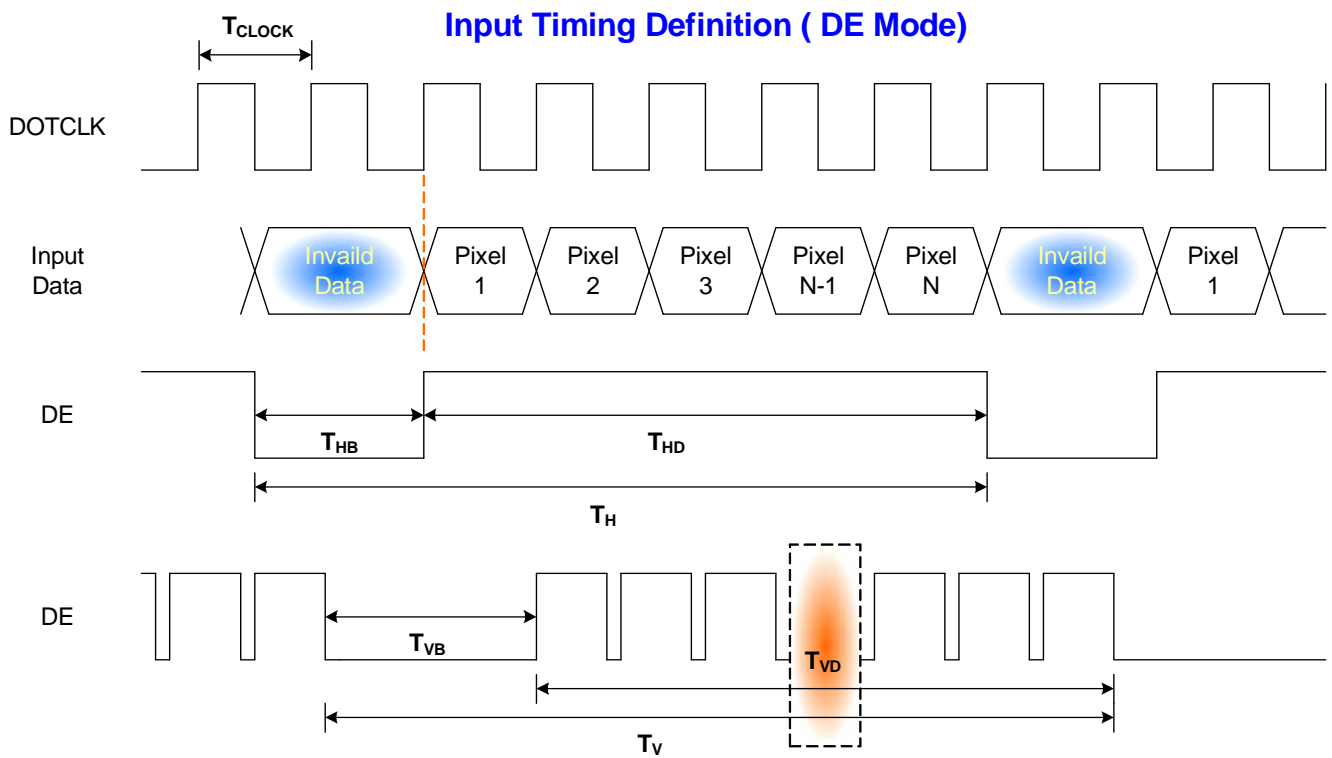 Input Timing Definition ( DE Mode)
TCLOCK
DOTCLK
Input
Data
Invaild
Data
Pixel
1
Pixel
2
Pixel
3
Pixel
N-1
Pixel
N
Invaild
Data
Pixel
1
DE
THB
THD
TH
DE
TVB
TVD
TV